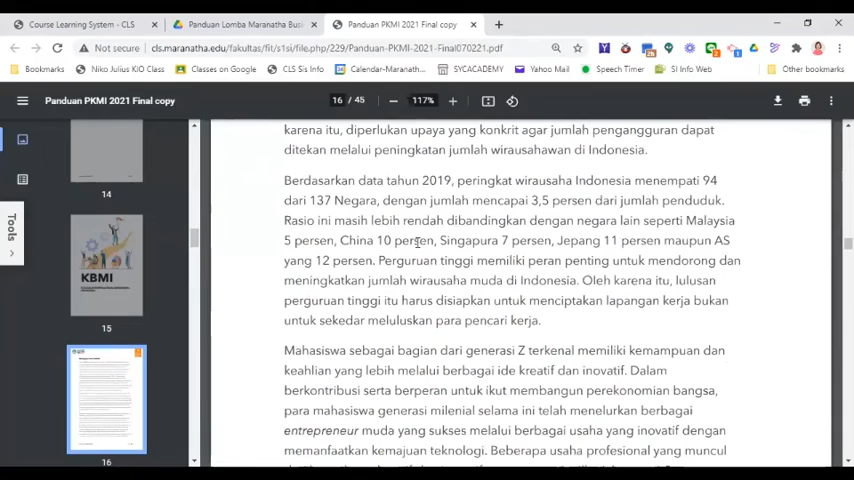 Course Learning System - CLS
Panduan Lomba Maranatha Busi
Panduan PKMI 2021 Final copy
Not secure
cls.maranatha.edu/fakultas/fit/s1si/file.php/229/Panduan-PKMI-2021-Final070221.pdf
Bookmarks
Niko Julius KIO Class
Classes on Google
CLS Sis Info
Calendar-Maranath...
SYCACADEMY
Yahoo Mail
Speech Timer
SI Info Web
Other bookmarks
Panduan PKMI 2021 Final copy
16 / 45
117%
Tools
14
KBMI
15
16
karena itu, diperlukan upaya yang konkrit agar jumlah pengangguran dapat
ditekan melalui peningkatan jumlah wirausahawan di Indonesia.
Berdasarkan data tahun 2019, peringkat wirausaha Indonesia menempati 94
dari 137 Negara, dengan jumlah mencapai 3,5 persen dari jumlah penduduk.
Rasio ini masih lebih rendah dibandingkan dengan negara lain seperti Malaysia
5 persen, China 10 persen, Singapura 7 persen, Jepang 11 persen maupun AS
yang 12 persen. Perguruan tinggi memiliki peran penting untuk mendorong dan
meningkatkan jumlah wirausaha muda di Indonesia. Oleh karena itu, lulusan
perguruan tinggi itu harus disiapkan untuk menciptakan lapangan kerja bukan
untuk sekedar meluluskan para pencari kerja.
Mahasiswa sebagai bagian dari generasi Z terkenal memiliki kemampuan dan
keahlian yang lebih melalui berbagai ide kreatif dan inovatif. Dalam
berkontribusi serta berperan untuk ikut membangun perekonomian bangsa,
para mahasiswa generasi milenial selama ini telah menelurkan berbagai
entrepreneur muda yang sukses melalui berbagai usaha yang inovatif dengan
memanfaatkan kemajuan teknologi. Beberapa usaha profesional yang muncul